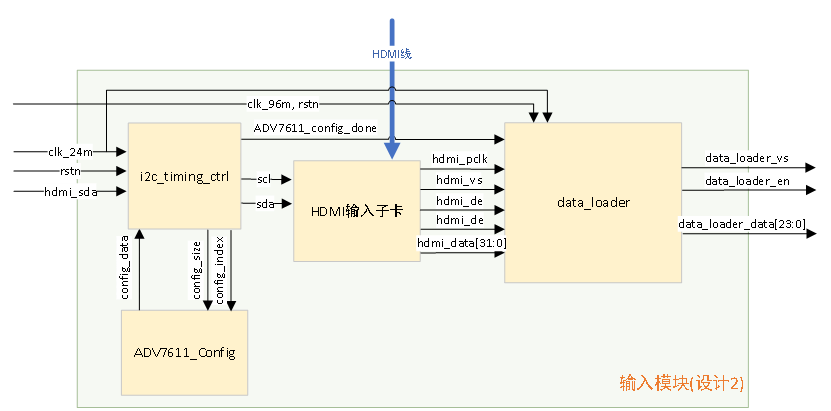 HDMI线
clk_96m, rstn
ADV7611_config_done
clk_24m
rstn
hdmi_sda
i2c_timing_ctrl
scl
sda
HDMI输入子卡
hdmi_pclk
hdmi_vs
hdmi_de
hdmi_de
hdmi_data[31:0]
data_loader
data_loader_vs
data_loader_en
data_loader_data[23:0]
config_data
config_size
config_index
ADV7611_Config
输入模块(设计2)